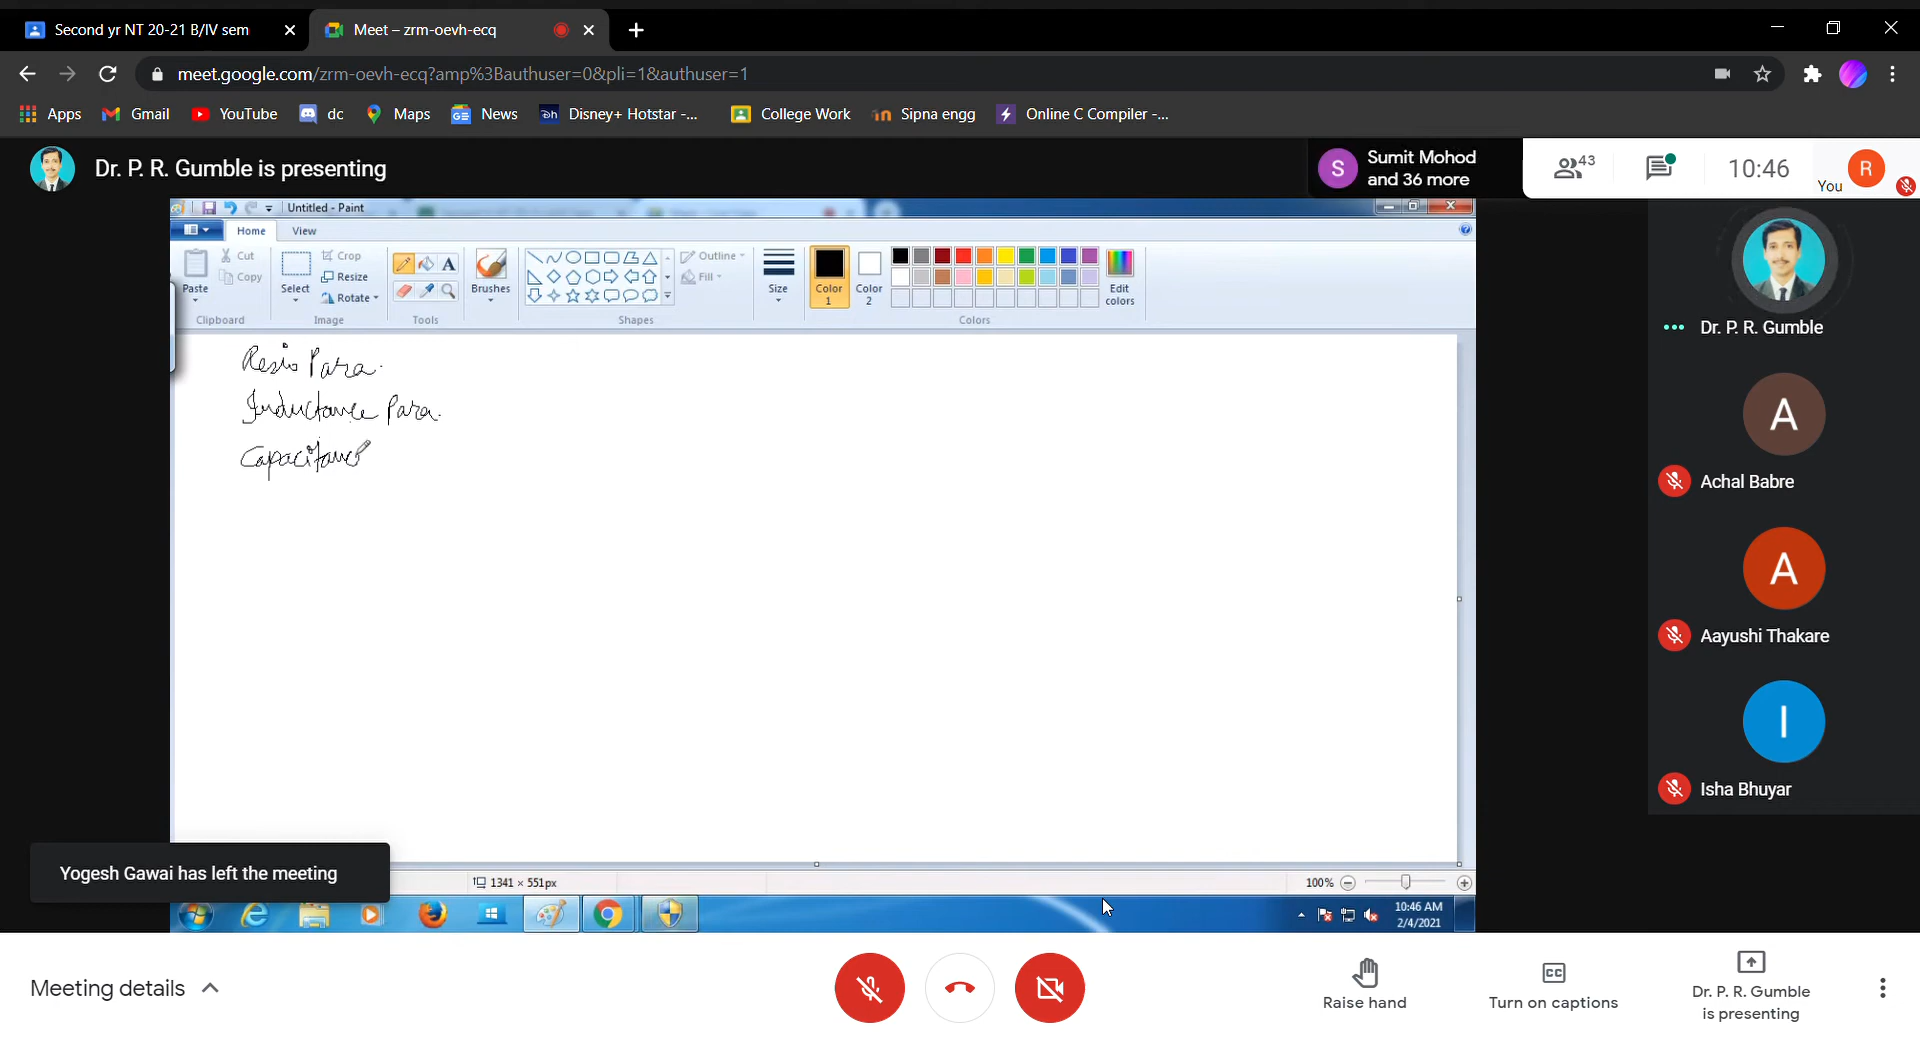 Second yr NT 20-21 B/IV sem
Meet – zrm-oevh-ecq
meet.google.com/zrm-oevh-ecq?amp%3Bauthuser=0&pli=1&authuser=1
Apps
Gmail
YouTube
dc
Maps
News
Disney+ Hotstar -...
College Work
Sipna engg
Online C Compiler -...
Dr. P. R. Gumble is presenting
S
Sumit Mohod
and 36 more
43
10:46
You
R
Untitled - Paint
Home
View
Paste
Cut
Copy
Clipboard
Select
Crop
Resize
Rotate
Image
A
Tools
Brushes
Shapes
Outline
Fill
Size
Color
1
Color
2
Edit
colors
Colors
Resis Para.
Inductance Para.
Capacitance
1341 × 551px
100%
10:46 AM
2/4/2021
Dr. P. R. Gumble
A
Achal Babre
A
Aayushi Thakare
I
Isha Bhuyar
Yogesh Gawai has left the meeting
Meeting details
Raise hand
CC
Turn on captions
Dr. P. R. Gumble
is presenting